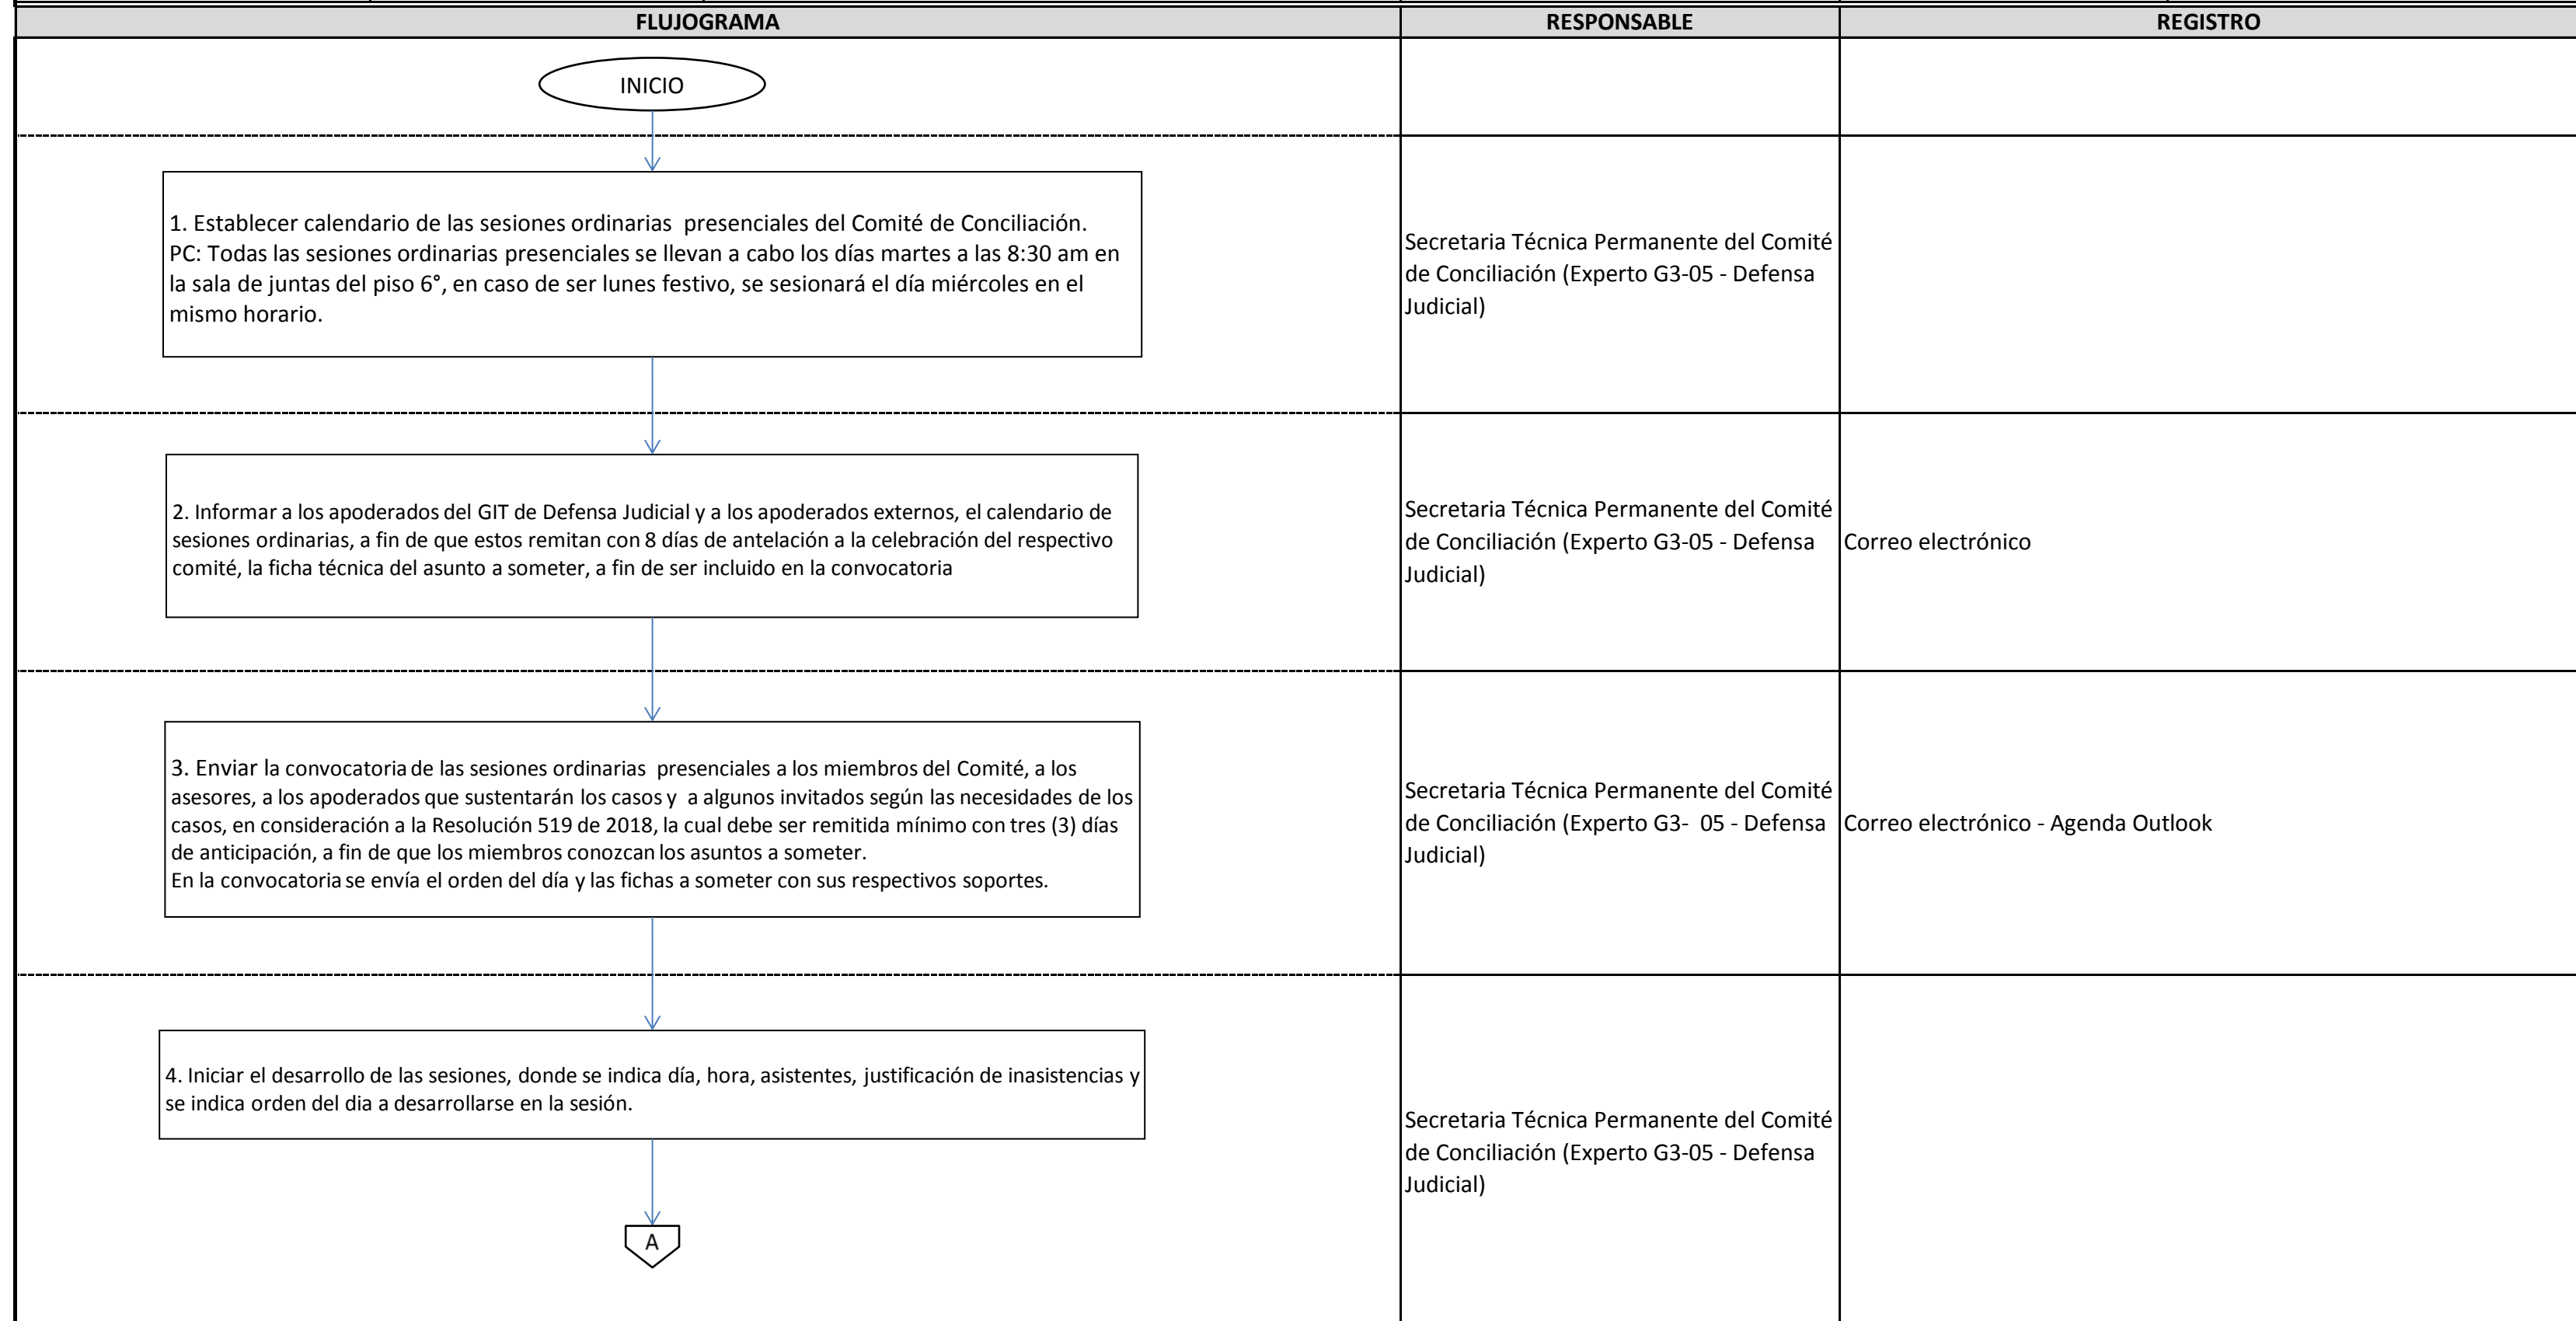 FLUJOGRAMA
RESPONSABLE
REGISTRO
INICIO
1. Establecer calendario de las sesiones ordinarias  presenciales del Comité de Conciliación.
PC: Todas las sesiones ordinarias presenciales se llevan a cabo los días martes a las 8:30 am en
la sala de juntas del piso 6°, en caso de ser lunes festivo, se sesionará el día miércoles en el
mismo horario.
Secretaria Técnica Permanente del Comité
de Conciliación (Experto G3-05 - Defensa
Judicial)
2. Informar a los apoderados del GIT de Defensa Judicial y a los apoderados externos, el calendario de
sesiones ordinarias, a fin de que estos remitan con 8 días de antelación a la celebración del respectivo
comité, la ficha técnica del asunto a someter, a fin de ser incluido en la convocatoria
Secretaria Técnica Permanente del Comité
de Conciliación (Experto G3-05 - Defensa
Judicial)
Correo electrónico
3. Enviar la convocatoria de las sesiones ordinarias  presenciales a los miembros del Comité, a los
asesores, a los apoderados que sustentarán los casos y  a algunos invitados según las necesidades de los
casos, en consideración a la Resolución 519 de 2018, la cual debe ser remitida mínimo con tres (3) días
de anticipación, a fin de que los miembros conozcan los asuntos a someter.
En la convocatoria se envía el orden del día y las fichas a someter con sus respectivos soportes.
Secretaria Técnica Permanente del Comité
de Conciliación (Experto G3-  05 - Defensa
Judicial)
Correo electrónico - Agenda Outlook
4. Iniciar el desarrollo de las sesiones, donde se indica día, hora, asistentes, justificación de inasistencias y
se indica orden del dia a desarrollarse en la sesión.
Secretaria Técnica Permanente del Comité
de Conciliación (Experto G3-05 - Defensa
Judicial)
A